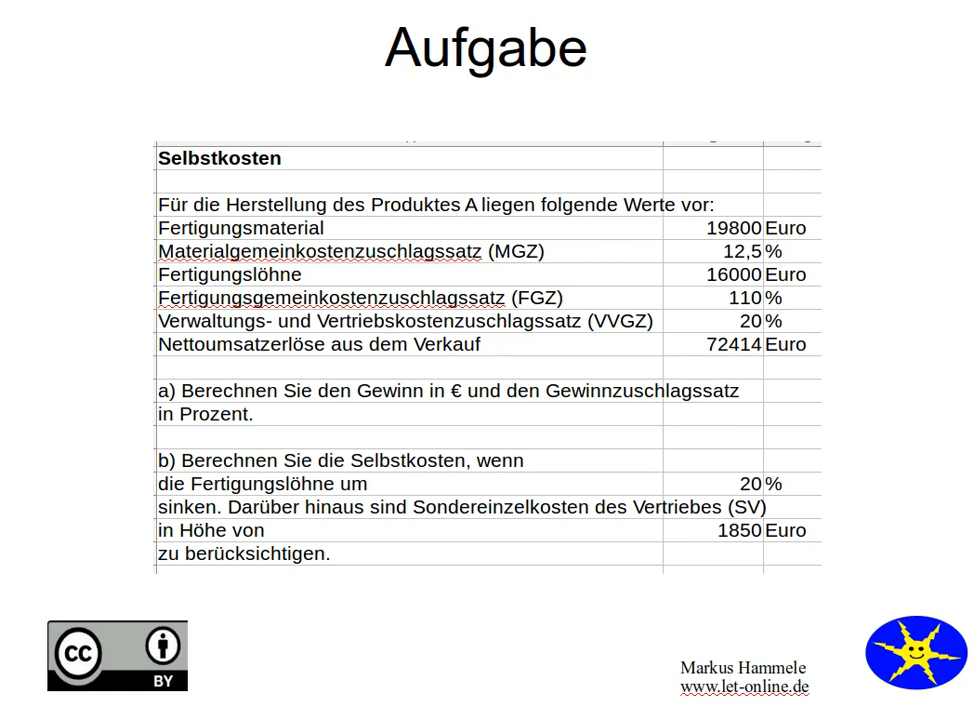 Aufgabe
Selbstkosten
Für die Herstellung des Produktes A liegen folgende Werte vor:
Fertigungsmaterial 19800 Euro
Materialgemeinkostenzuschlagssatz (MGZ) 12,5 %
Fertigungslöhne 16000 Euro
Fertigungsgemeinkostenzuschlagssatz (FGZ) 110 %
Verwaltungs- und Vertriebskostenzuschlagssatz (VVGZ) 20 %
Nettoumsatzerlöse aus dem Verkauf 72414 Euro
a) Berechnen Sie den Gewinn in € und den Gewinnzuschlagssatz
in Prozent.
b) Berechnen Sie die Selbstkosten, wenn
die Fertigungslöhne um 20 %
sinken. Darüber hinaus sind Sondereinzelkosten des Vertriebes (SV)
in Höhe von 1850 Euro
zu berücksichtigen.
cc
BY
Markus Hammele
www.let-online.de